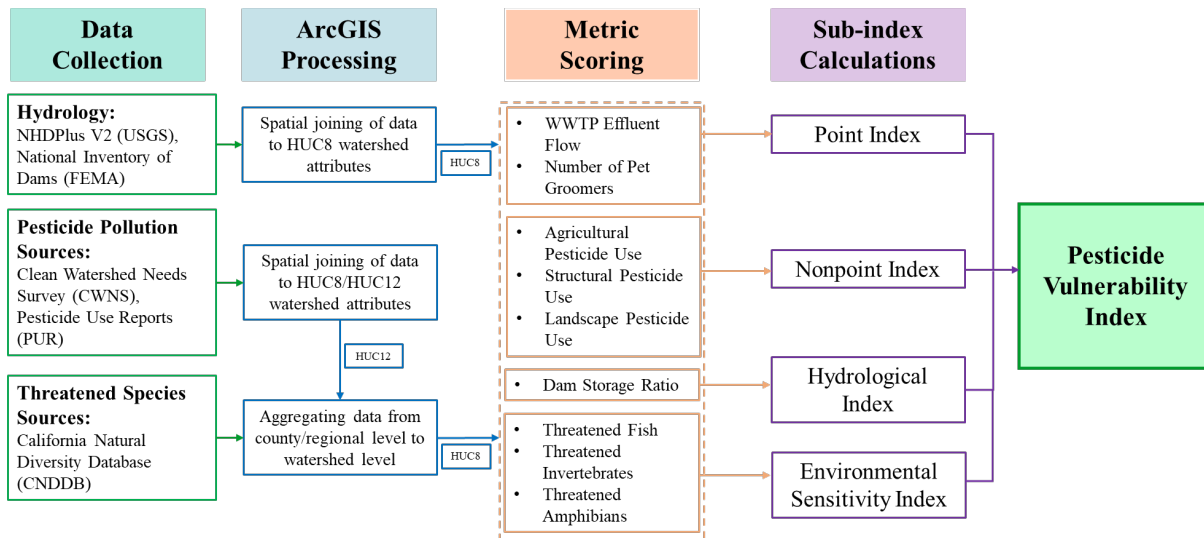 Data
Collection
ArcGIS
Processing
Metric
Scoring
Sub-index
Calculations
Hydrology:
NHDPlus V2 (USGS),
National Inventory of
Dams (FEMA)
Spatial joining of data
to HUC8 watershed
attributes
HUC8
• WWTP Effluent
Flow
• Number of Pet
Groomers
Point Index
Pesticide Pollution
Sources:
Clean Watershed Needs
Survey (CWNS),
Pesticide Use Reports
(PUR)
Spatial joining of data
to HUC8/HUC12
watershed attributes
HUC12
• Agricultural
Pesticide Use
• Structural Pesticide
Use
• Landscape Pesticide
Use
Nonpoint Index
Pesticide
Vulnerability
Index
Threatened Species
Sources:
California Natural
Diversity Database
(CNDDB)
Aggregating data from
county/regional level to
watershed level
HUC8
• Dam Storage Ratio
Hydrological
Index
• Threatened Fish
• Threatened
Invertebrates
• Threatened
Amphibians
Environmental
Sensitivity Index